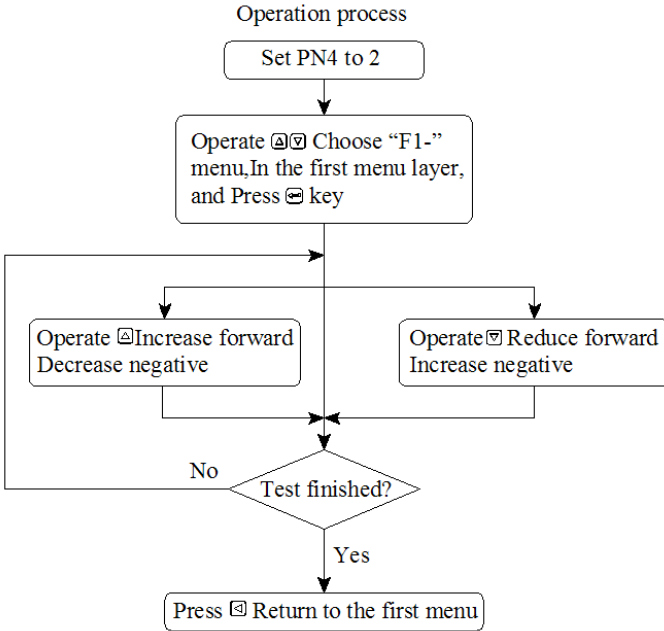 Operation process
Set PN4 to 2
Operate Choose “F1-”
menu,In the first menu layer,
and Press key
Operate Increase forward
Decrease negative
Operate Reduce forward
Increase negative
No
Test finished?
Yes
Press Return to the first menu